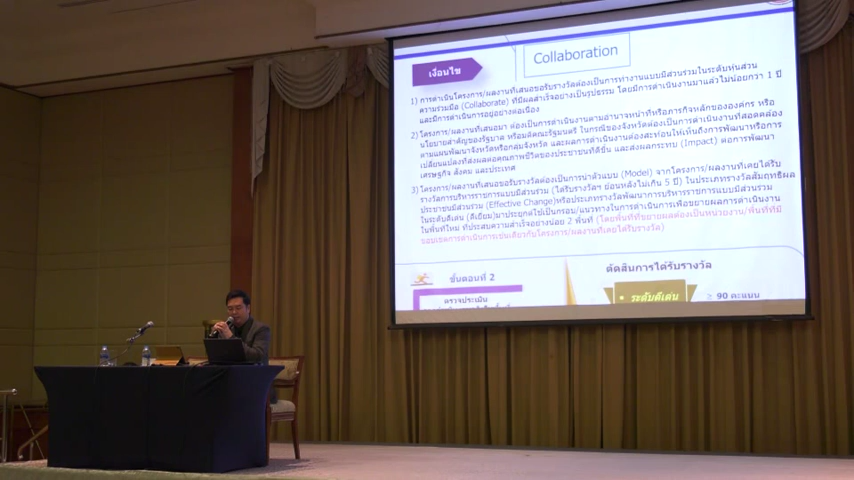 Collaboration
เงื่อนไข
1) การดำเนินโครงการ/ผลงานที่เสนอขอรับรางวัลต้องเป็นการทำงานแบบมีส่วนร่วมในระดับหุ้นส่วน
ความร่วมมือ (Collaborate) ที่มีผลสำเร็จอย่างเป็นรูปธรรม โดยมีการดำเนินงานมาแล้วไม่น้อยกว่า 1 ปี
และมีการดำเนินการอยู่อย่างต่อเนื่อง
2) โครงการ/ผลงานที่เสนอมา ต้องเป็นการดำเนินงานตามอำนาจหน้าที่หรือภารกิจหลักขององค์กร หรือ
นโยบายสำคัญของรัฐบาล หรือมติคณะรัฐมนตรี ในกรณีของจังหวัดต้องเป็นการดำเนินงานที่สอดคล้อง
ตามแผนพัฒนาจังหวัดหรือกลุ่มจังหวัด และผลการดำเนินงานต้องสะท้อนให้เห็นถึงการพัฒนาหรือการ
เปลี่ยนแปลงที่ส่งผลต่อคุณภาพชีวิตของประชาชนที่ดีขึ้น และส่งผลกระทบ (Impact) ต่อการพัฒนา
เศรษฐกิจ สังคม และประเทศ
3) โครงการ/ผลงานที่เสนอขอรับรางวัลต้องเป็นการนำตัวแบบ (Model) จากโครงการ/ผลงานที่เคยได้รับ
รางวัลการบริหารราชการแบบมีส่วนร่วม (ได้รับรางวัลฯ ย้อนหลังไม่เกิน 5 ปี) ในประเภทรางวัลสัมฤทธิผล
ประชาชนมีส่วนร่วม (Effective Change)หรือประเภทรางวัลพัฒนาการบริหารราชการแบบมีส่วนร่วม
ในระดับดีเด่น (ดีเยี่ยม)มาประยุกต์ใช้เป็นกรอบ/แนวทางในการดำเนินการเพื่อขยายผลการดำเนินงาน
ในพื้นที่ใหม่ ที่ประสบความสำเร็จอย่างน้อย 2 พื้นที่ (โดยพื้นที่ที่ขยายผลต้องเป็นหน่วยงาน/พื้นที่ที่มี
ขอบเขตการดำเนินการเช่นเดียวกับโครงการ/ผลงานที่เคยได้รับรางวัล)
ขั้นตอนที่ 2
ตรวจประเมิน
ตัดสินการได้รับรางวัล
• ระดับดีเด่น
≥ 90 คะแนน